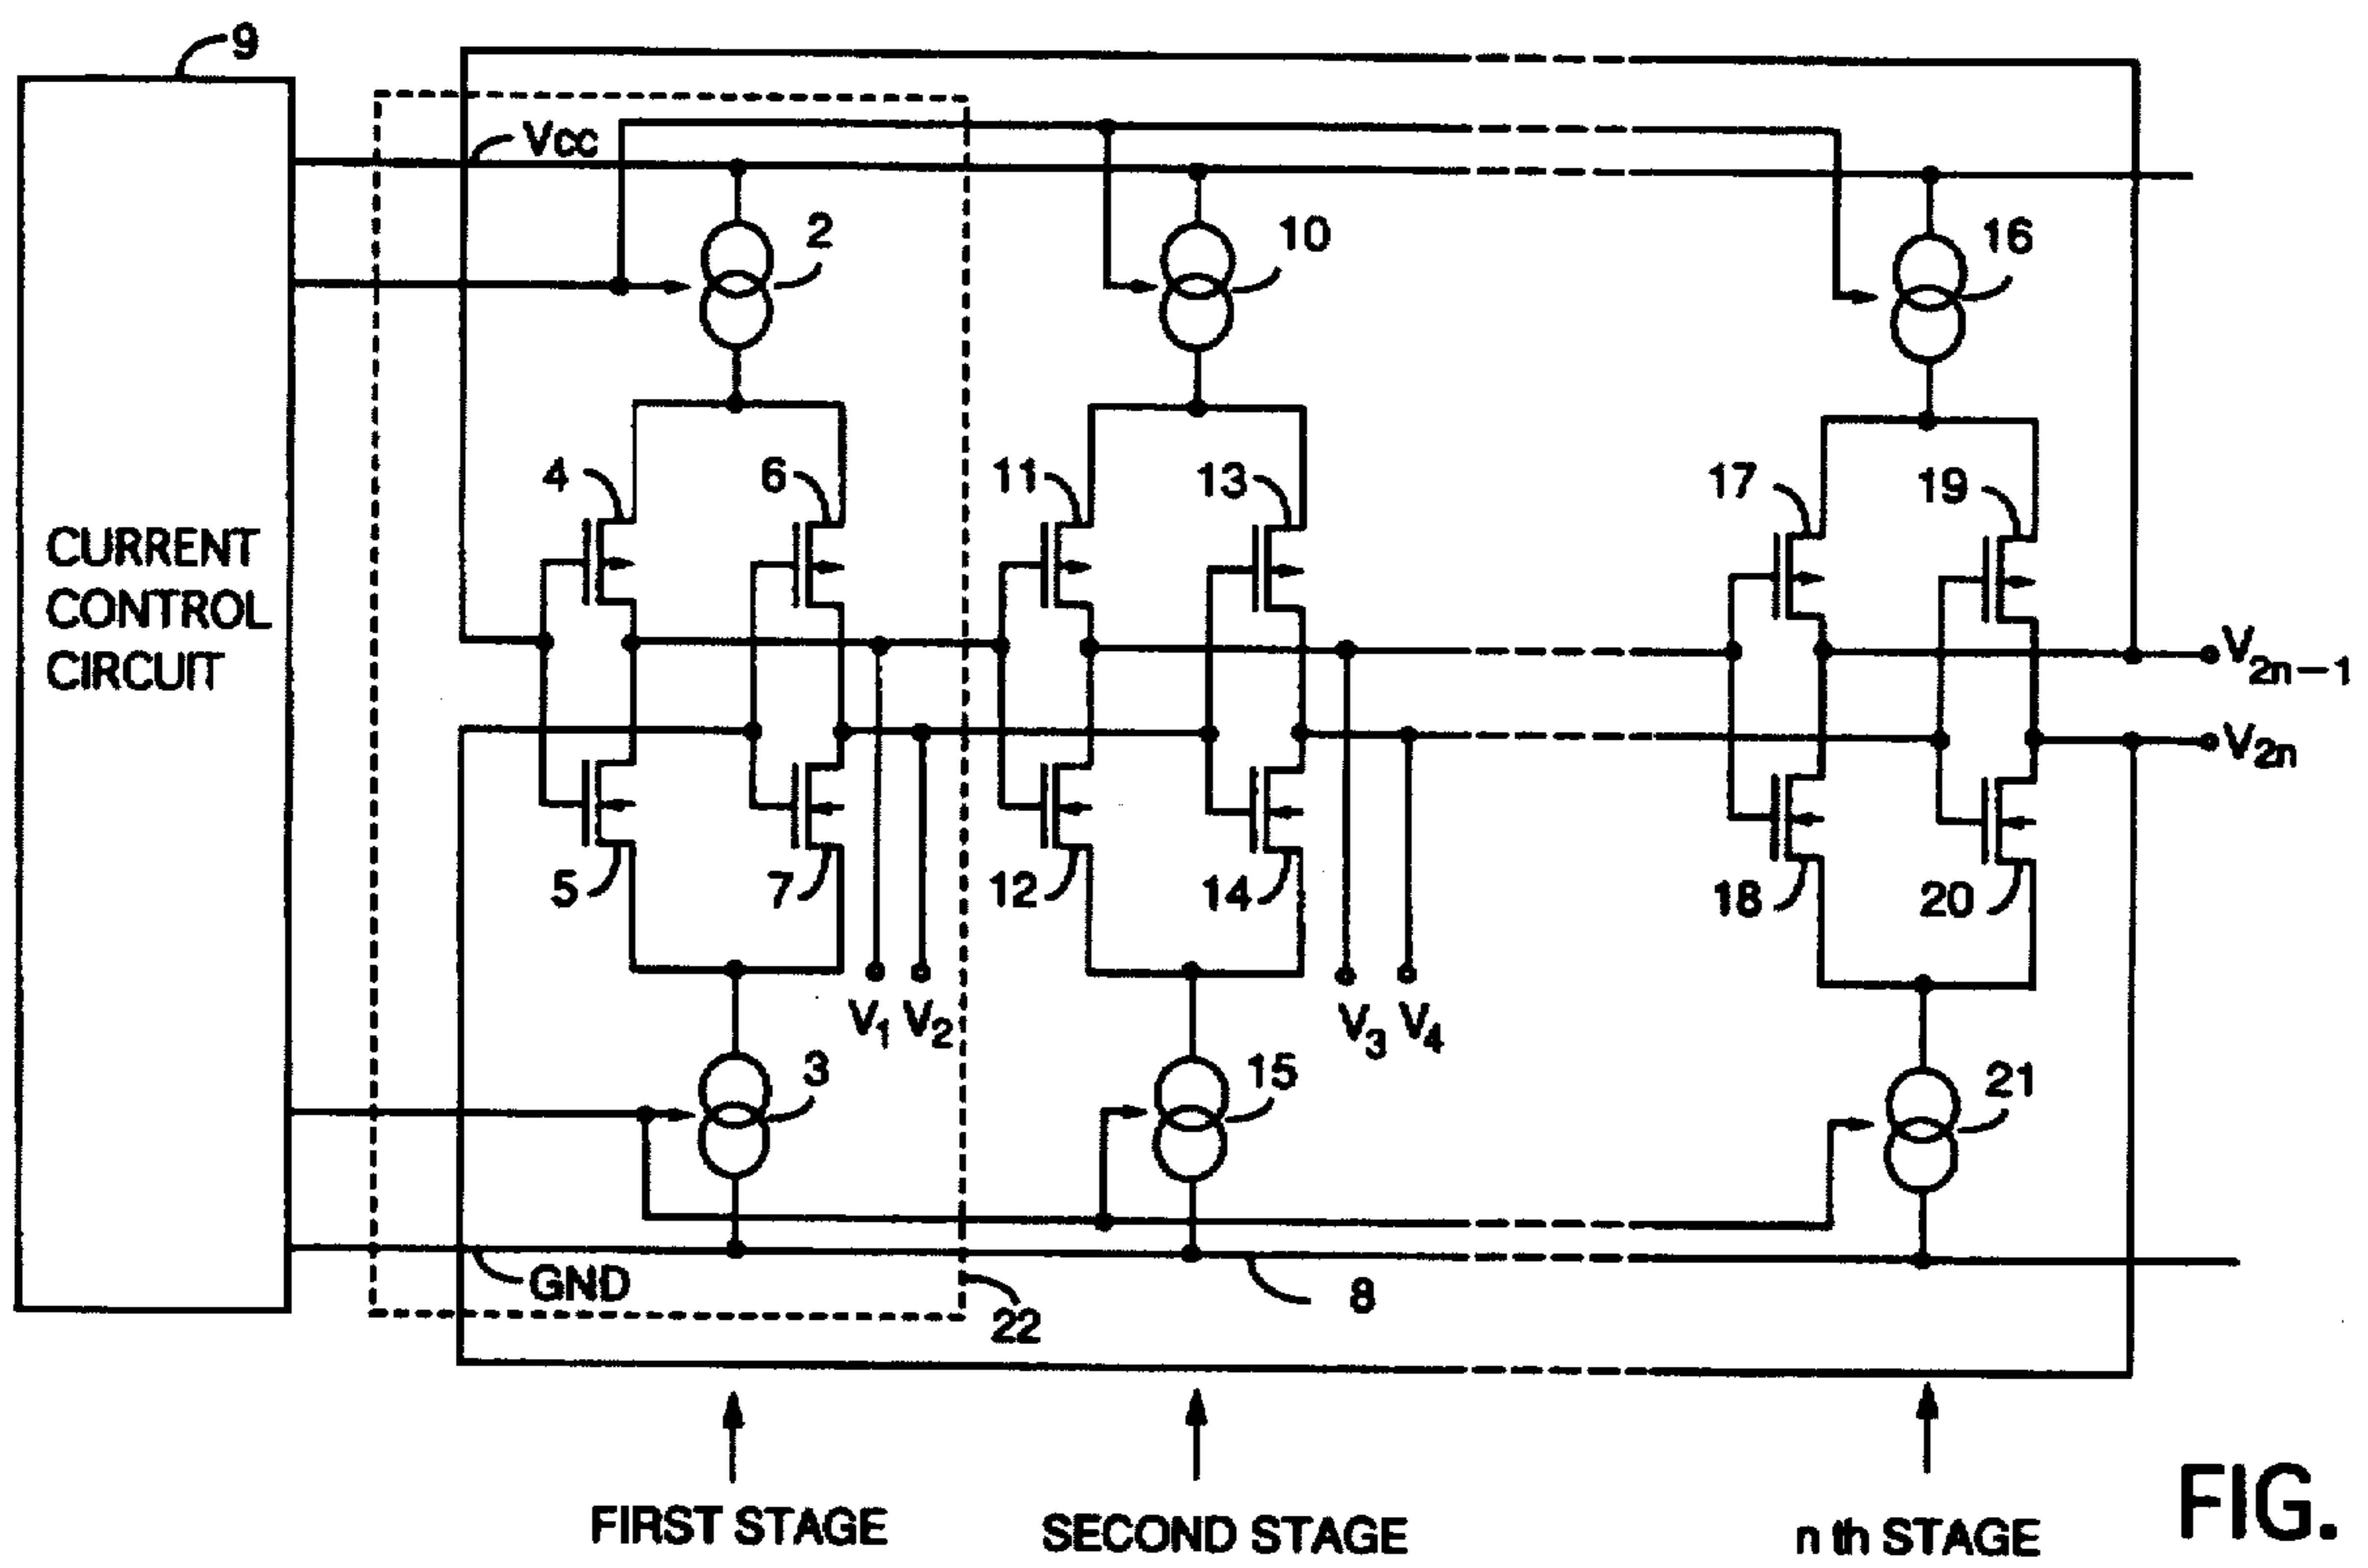 9
Vcc
2
10
16
4
6
11
13
17
19
CURRENT
CONTROL
CIRCUIT
V2n-1
V2n
5
7
12
14
18
20
V1 V2
V3 V4
3
15
21
GND
22
8
FIRST STAGE
SECOND STAGE
n th STAGE
FIG.